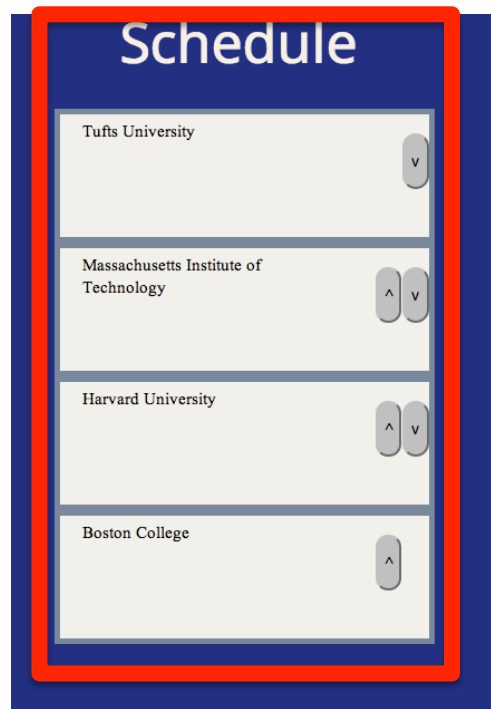 Schedule
Tufts University
v
Massachusetts Institute of
Technology
^ v
Harvard University
^ v
Boston College
^